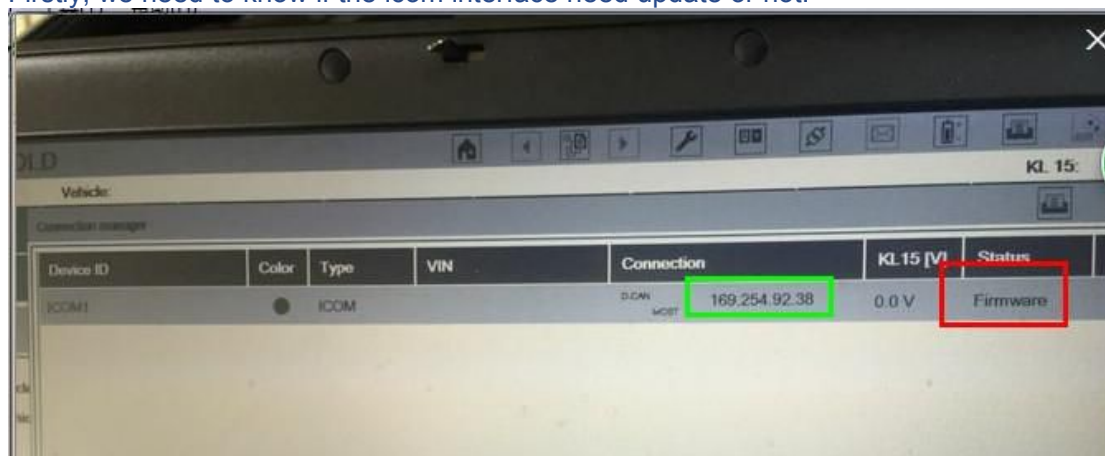 Firstly, we need to know if the icom interface need update or not.
KL 15:
Vehicle:
Connection manager
Device ID Color Type VIN Connection KL15 [V] Status
ICOM1 ICOM D-CAN MOST 169.254.92.38 0.0 V Firmware